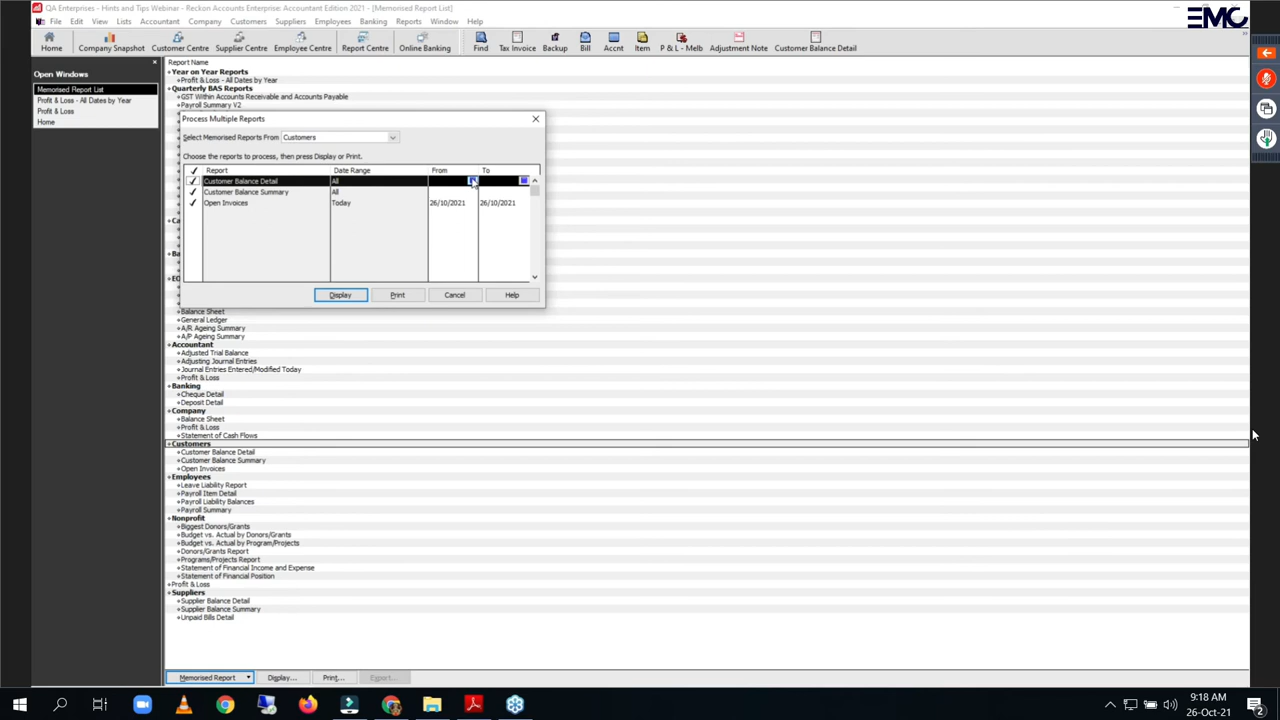 QA Enterprises - Hints and Tips Webinar - Reckon Accounts Enterprise: Accountant Edition 2021 - [Memorised Report List]
EMC
File Edit View Lists Accountant Company Customers Suppliers Employees Banking Reports Window Help
Home Company Snapshot Customer Centre Supplier Centre Employee Centre Report Centre Online Banking Find Tax Invoice Backup Bill Accnt Item P & L - Melb Adjustment Note Customer Balance Detail
Open Windows
Memorised Report List
Profit & Loss - All Dates by Year
Profit & Loss
Home
Report Name
Year on Year Reports
Profit & Loss - All Dates by Year
Quarterly BAS Reports
GST Within Accounts Receivable and Accounts Payable
Payroll Summary V2
Process Multiple Reports
Select Memorised Reports From Customers
Choose the reports to process, then press Display or Print.
✓ Report Date Range From To
✓ Customer Balance Detail All
✓ Customer Balance Summary All
✓ Open Invoices Today 26/10/2021 26/10/2021
Display Print Cancel Help
Balance Sheet
General Ledger
A/R Ageing Summary
A/P Ageing Summary
Accountant
Adjusted Trial Balance
Adjusting Journal Entries
Journal Entries Entered/Modified Today
Profit & Loss
Banking
Cheque Detail
Deposit Detail
Company
Balance Sheet
Profit & Loss
Statement of Cash Flows
Customers
Customer Balance Detail
Customer Balance Summary
Open Invoices
Employees
Leave Liability Report
Payroll Item Detail
Payroll Liability Balances
Payroll Summary
Nonprofit
Biggest Donors/Grants
Budget vs. Actual by Donors/Grants
Budget vs. Actual by Program/Projects
Donors/Grants Report
Programs/Projects Report
Statement of Financial Income and Expense
Statement of Financial Position
Profit & Loss
Suppliers
Supplier Balance Detail
Supplier Balance Summary
Unpaid Bills Detail
Memorised Report Display... Print... Export...
9:18 AM
26-Oct-21
2